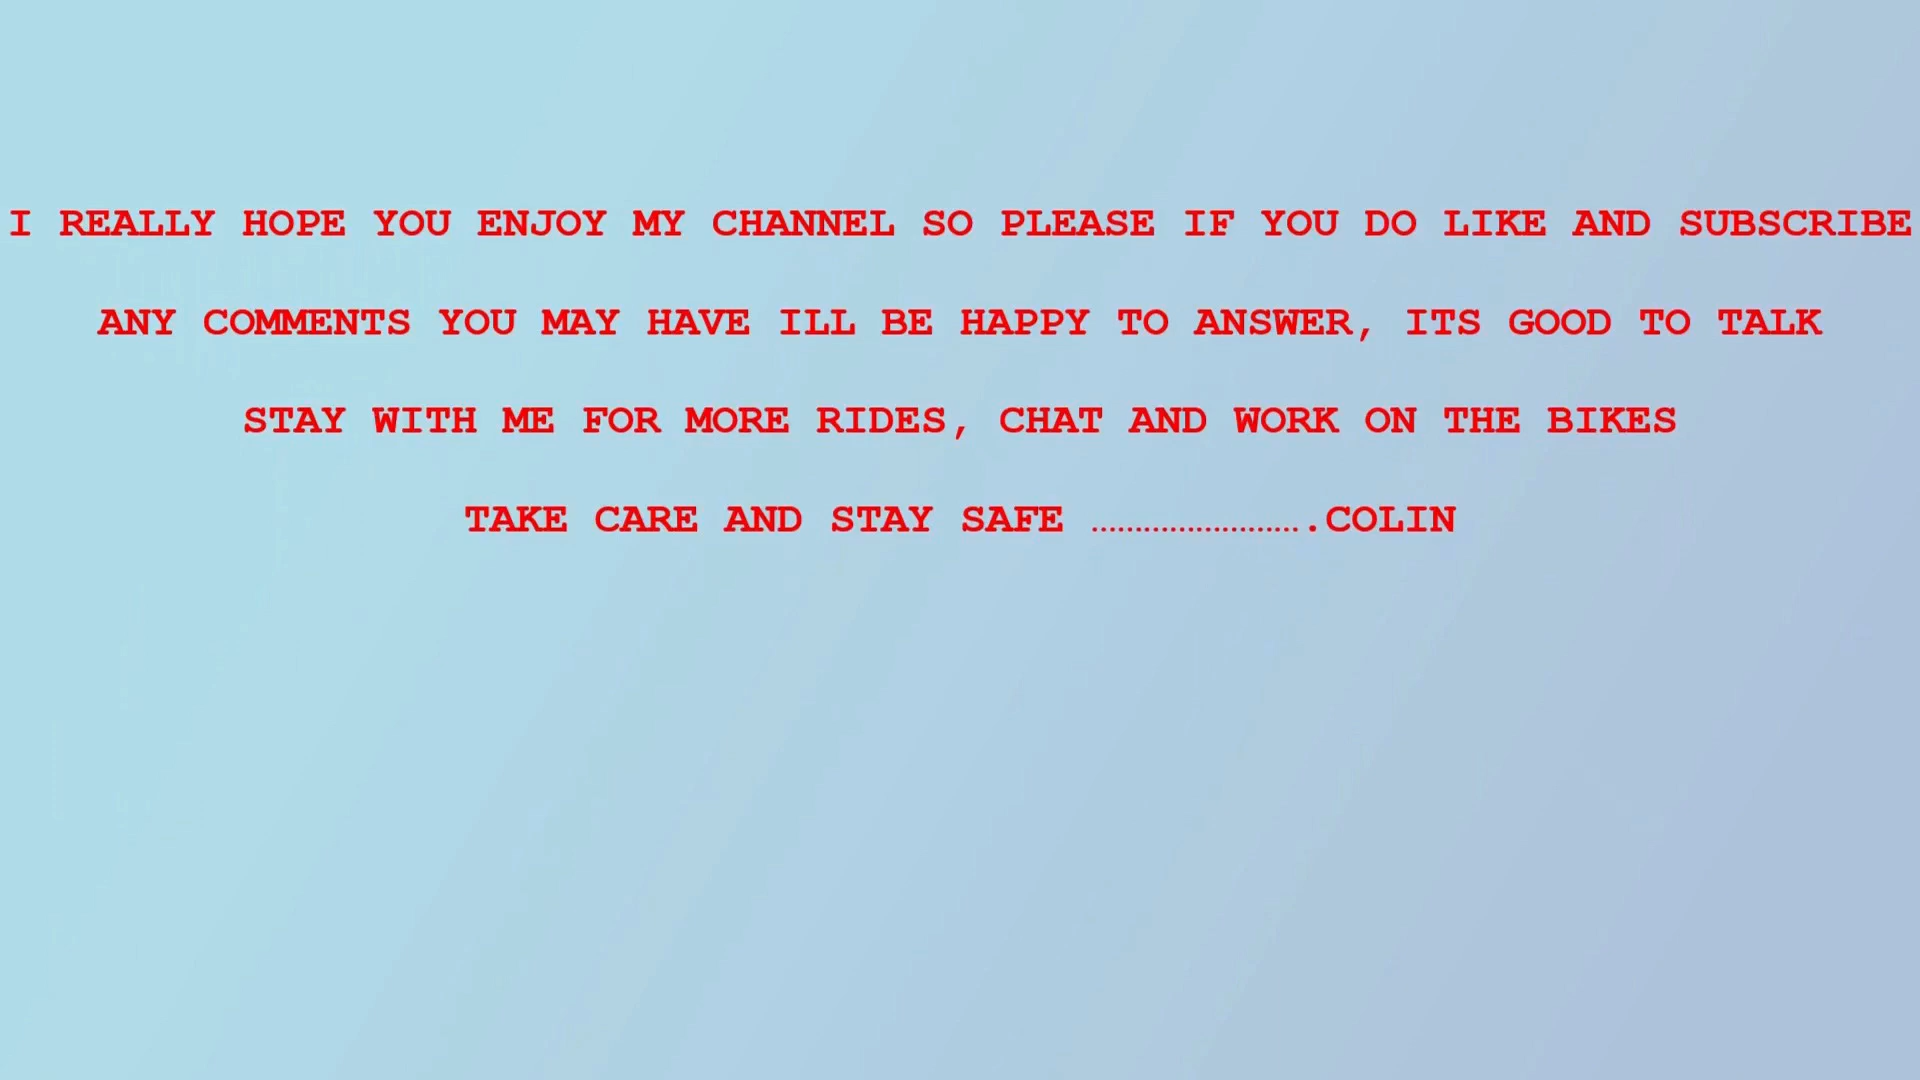 I REALLY HOPE YOU ENJOY MY CHANNEL SO PLEASE IF YOU DO LIKE AND SUBSCRIBE
ANY COMMENTS YOU MAY HAVE ILL BE HAPPY TO ANSWER, ITS GOOD TO TALK
STAY WITH ME FOR MORE RIDES, CHAT AND WORK ON THE BIKES
TAKE CARE AND STAY SAFE …………………….COLIN